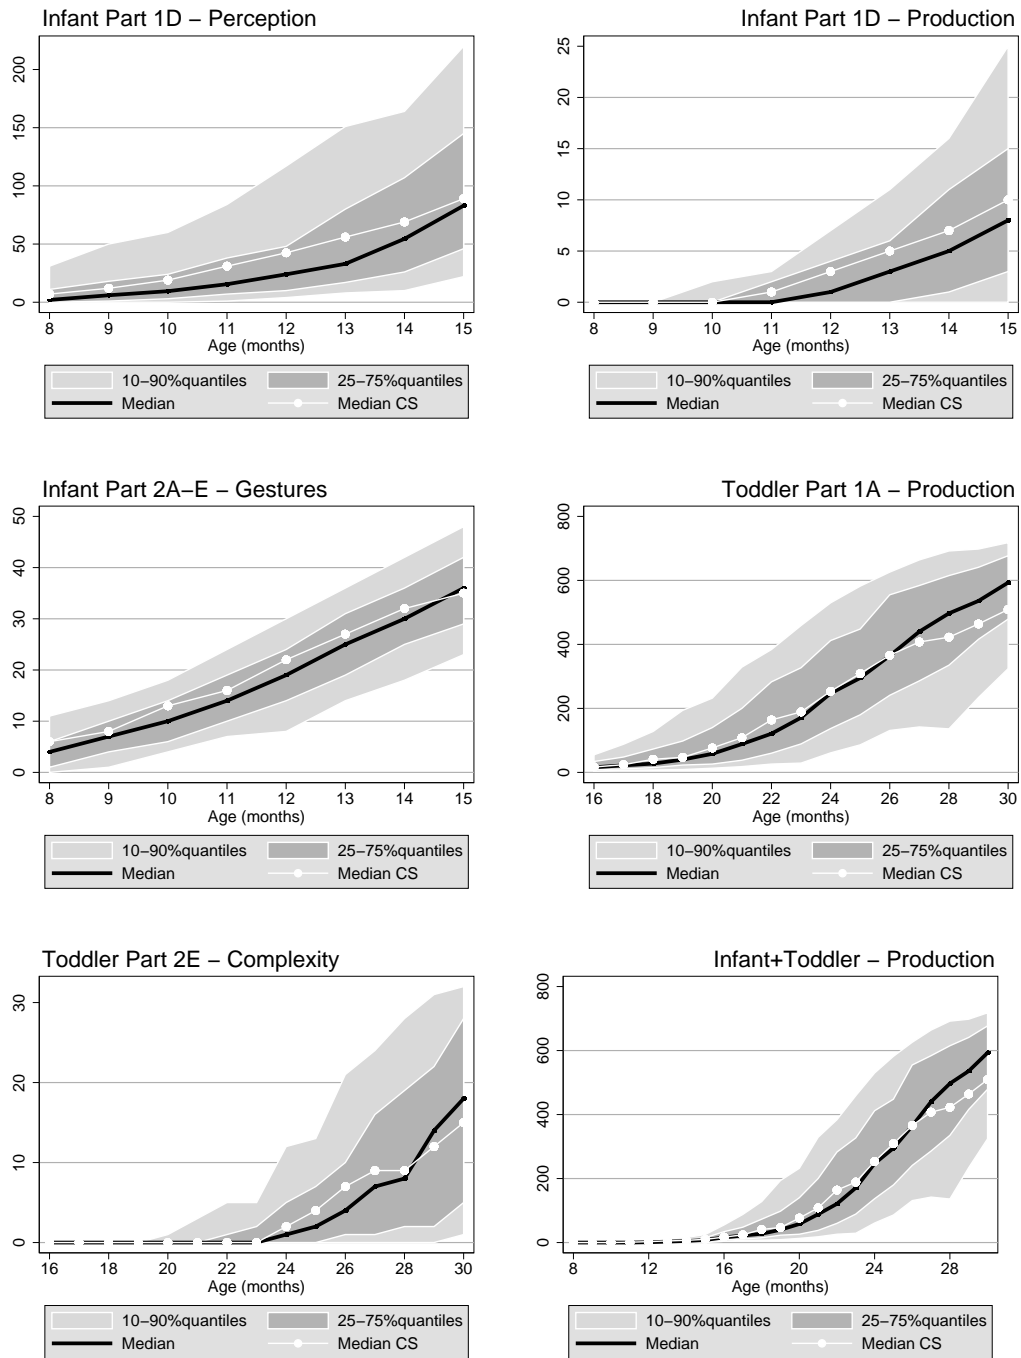 Infant Part 1D − Perception
200
150
100
50
0
8 9 10 11 12 13 14 15
Age (months)
10−90%quantiles 25−75%quantiles
Median Median CS
Infant Part 1D − Production
25
20
15
10
5
0
8 9 10 11 12 13 14 15
Age (months)
10−90%quantiles 25−75%quantiles
Median Median CS
Infant Part 2A−E − Gestures
50
40
30
20
10
0
8 9 10 11 12 13 14 15
Age (months)
10−90%quantiles 25−75%quantiles
Median Median CS
Toddler Part 1A − Production
800
600
400
200
0
16 18 20 22 24 26 28 30
Age (months)
10−90%quantiles 25−75%quantiles
Median Median CS
Toddler Part 2E − Complexity
30
20
10
0
16 18 20 22 24 26 28 30
Age (months)
10−90%quantiles 25−75%quantiles
Median Median CS
Infant+Toddler − Production
800
600
400
200
0
8 12 16 20 24 28
Age (months)
10−90%quantiles 25−75%quantiles
Median Median CS